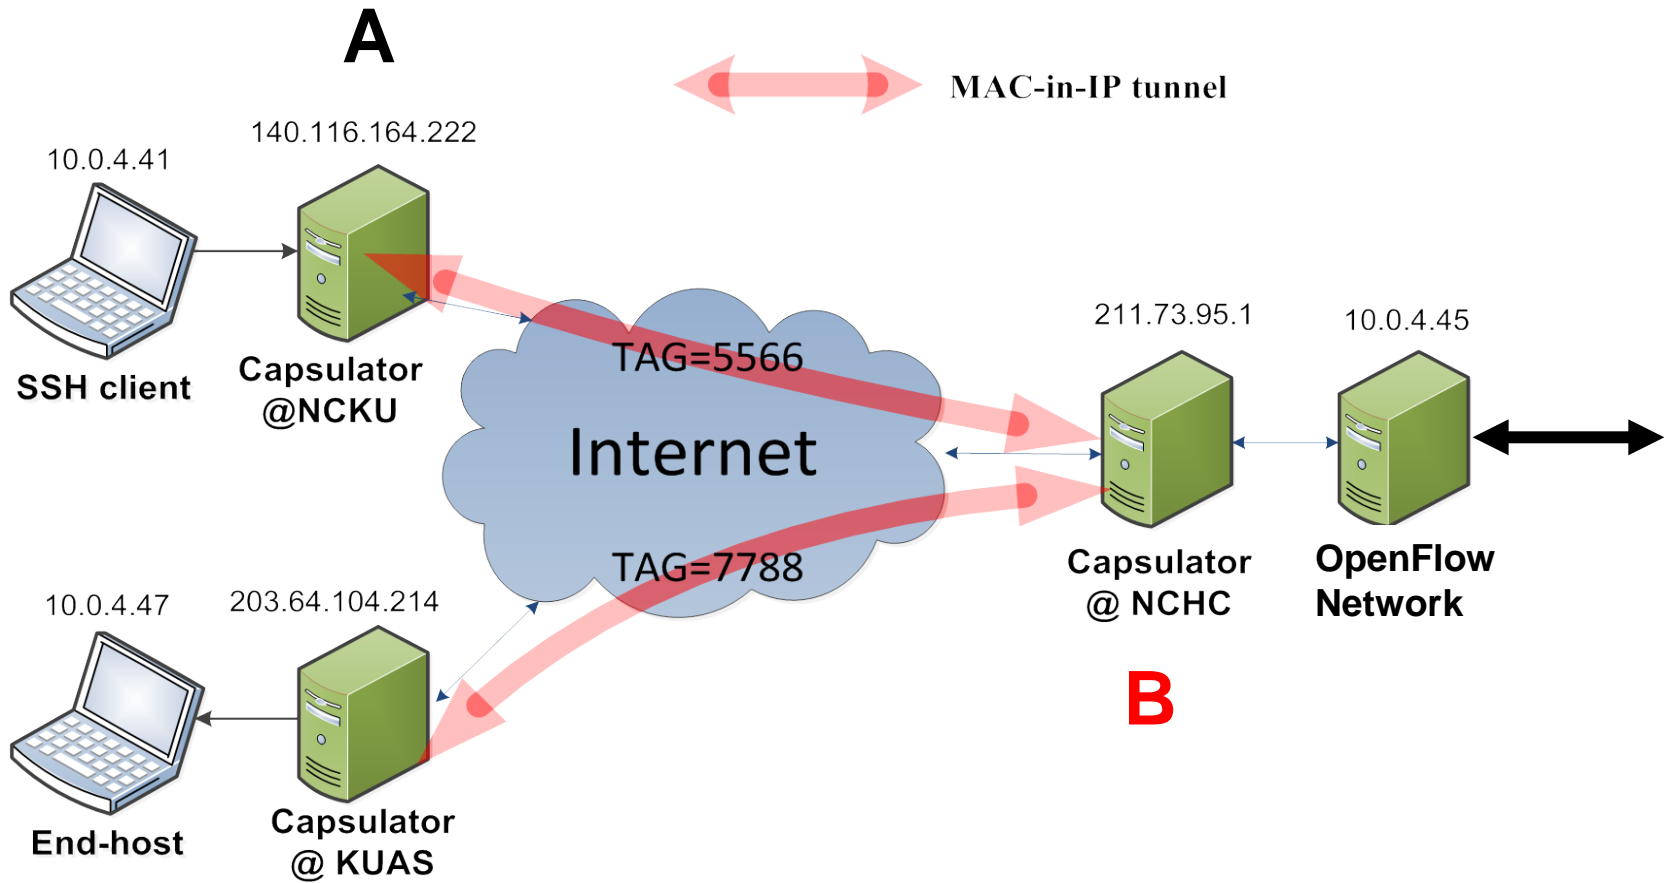 A
MAC-in-IP tunnel
140.116.164.222
10.0.4.41
SSH client
Capsulator
@NCKU
211.73.95.1
10.0.4.45
TAG=5566
Internet
TAG=7788
Capsulator
@ NCHC
OpenFlow
Network
10.0.4.47
203.64.104.214
B
End-host
Capsulator
@ KUAS